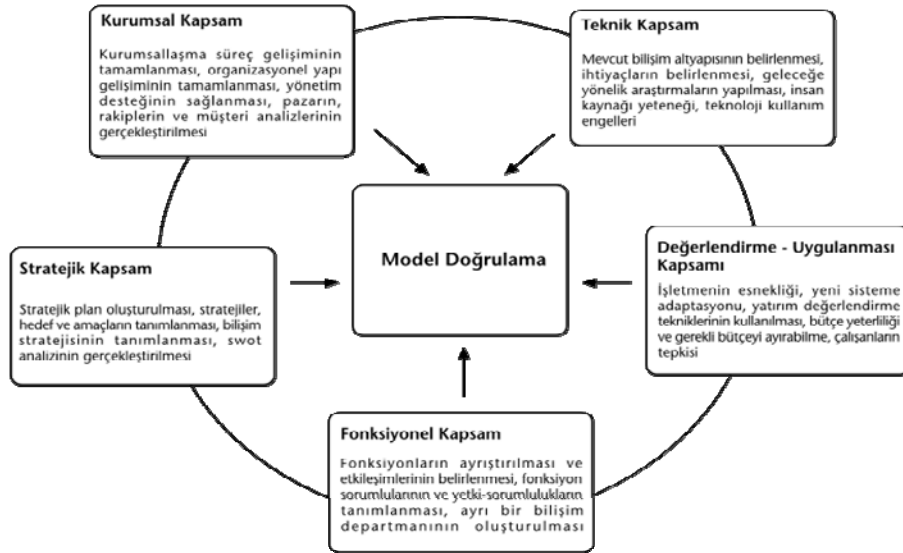 Kurumsal Kapsam
Kurumsallaşma süreç gelişiminin
tamamlanması, organizasyonel yapı
gelişiminin tamamlanması, yönetim
desteğinin sağlanması, pazarın,
rakiplerin ve müşteri analizlerinin
gerçekleştirilmesi
Teknik Kapsam
Mevcut bilişim altyapısının belirlenmesi,
ihtiyaçların belirlenmesi, geleceğe
yönelik araştırmaların yapılması, insan
kaynağı yeteneği, teknoloji kullanım
engelleri
Stratejik Kapsam
Stratejik plan oluşturulması, stratejiler,
hedef ve amaçların tanımlanması, bilişim
stratejisinin tanımlanması, swot
analizinin gerçekleştirilmesi
Model Doğrulama
Değerlendirme - Uygulanması
Kapsamı
İşletmenin esnekliği, yeni sisteme
adaptasyonu, yatırım değerlendirme
tekniklerinin kullanılması, bütçe yeterliliği
ve gerekli bütçeyi ayırabilme, çalışanların
tepkisi
Fonksiyonel Kapsam
Fonksiyonların ayrıştırılması ve
etkileşimlerinin belirlenmesi, fonksiyon
sorumlularının ve yetki-sorumlulukların
tanımlanması, ayrı bir bilişim
departmanının oluşturulması